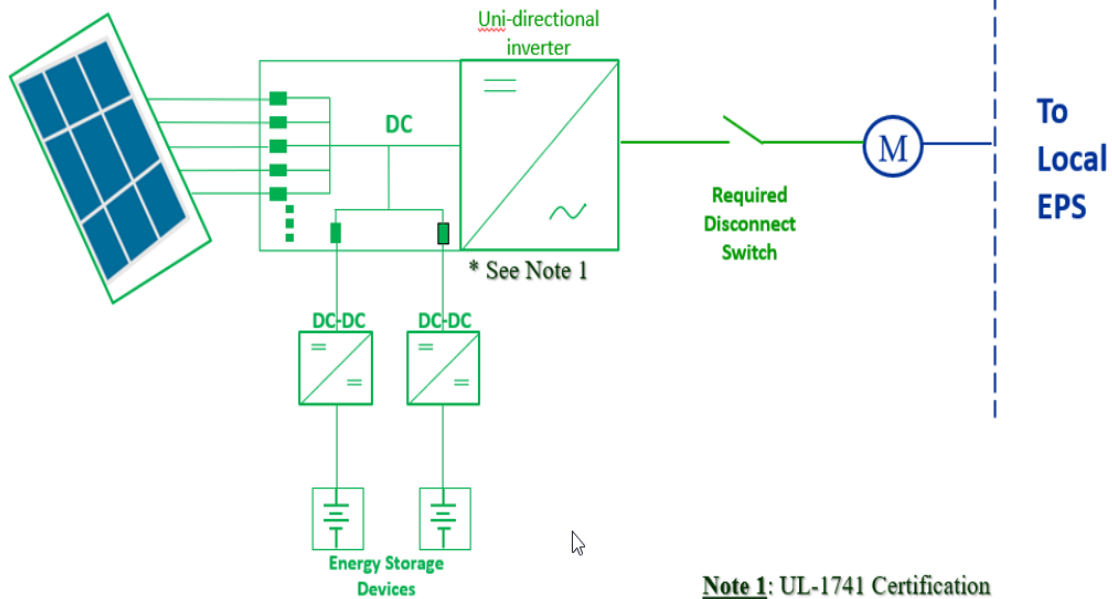 Uni-directional
inverter
DC
* See Note 1
Required
Disconnect
Switch
M
To
Local
EPS
DC-DC
DC-DC
Energy Storage
Devices
Note 1: UL-1741 Certification